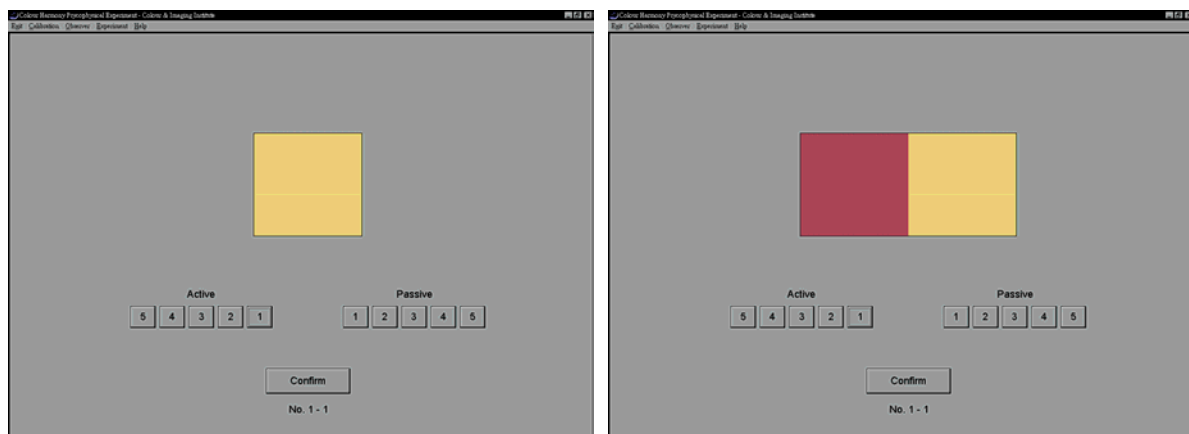 Colour Harmony Psycophysical Experiment - Colour & Imaging Institute
Exit Calibration Observer Experiment Help
Active Passive
5 4 3 2 1 1 2 3 4 5
Confirm
No. 1 - 1
Colour Harmony Psycophysical Experiment - Colour & Imaging Institute
Exit Calibration Observer Experiment Help
Active Passive
5 4 3 2 1 1 2 3 4 5
Confirm
No. 1 - 1